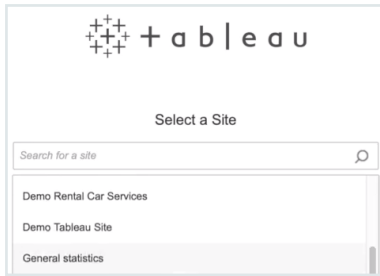 + a b | e a u
Select a Site
Search for a site
Demo Rental Car Services
Demo Tableau Site
General statistics